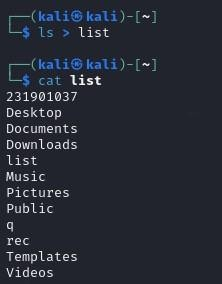 ┌──(kali㉿kali)-[~]
└─$ ls > list
┌──(kali㉿kali)-[~]
└─$ cat list
231901037
Desktop
Documents
Downloads
list
Music
Pictures
Public
q
rec
Templates
Videos